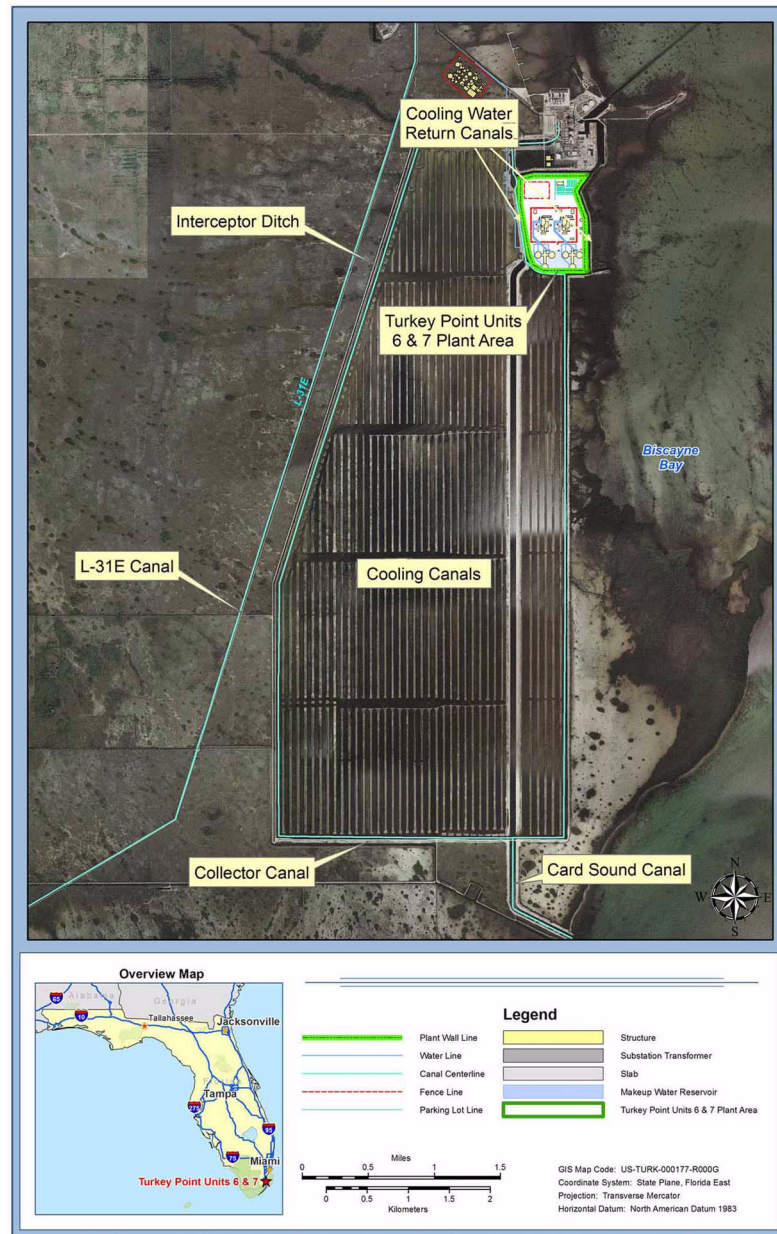 Cooling Water
Return Canals
Interceptor Ditch
Turkey Point Units
6 & 7 Plant Area
L-31E
Biscayne
Bay
L-31E Canal
Cooling Canals
Collector Canal
Card Sound Canal
N
W E
S
Overview Map
Alabama
Georgia
65
10
Tallahassee
Jacksonville
Tampa
275
95
75
Miami
Turkey Point Units 6 & 7
Legend
Plant Wall Line
Water Line
Canal Centerline
Fence Line
Parking Lot Line
Structure
Substation Transformer
Slab
Makeup Water Reservoir
Turkey Point Units 6 & 7 Plant Area
Miles
0 0.5 1 1.5
0 0.5 1 1.5 2
Kilometers
GIS Map Code: US-TURK-000177-R000G
Coordinate System: State Plane, Florida East
Projection: Transverse Mercator
Horizontal Datum: North American Datum 1983